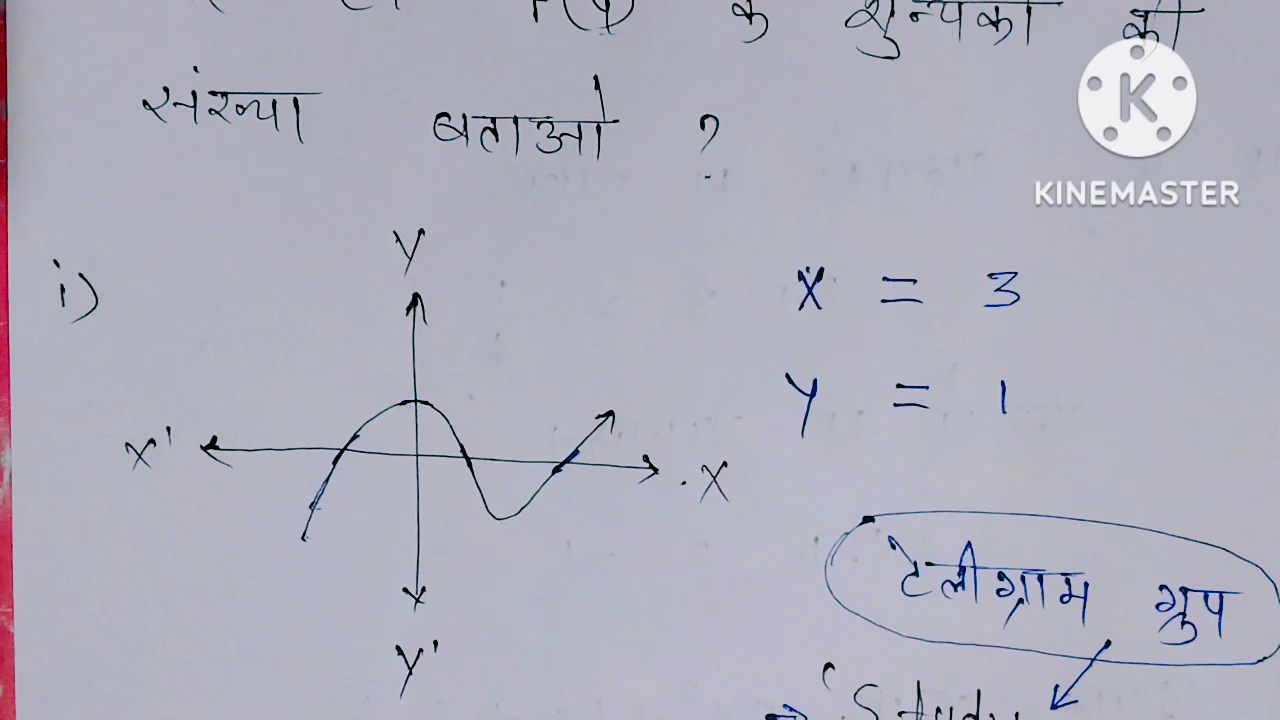 के शून्यकों की
संख्या बताओ ?
K
KINEMASTER
i)
Y
X'
X
Y'
X = 3
Y = 1
टेलीग्राम ग्रुप